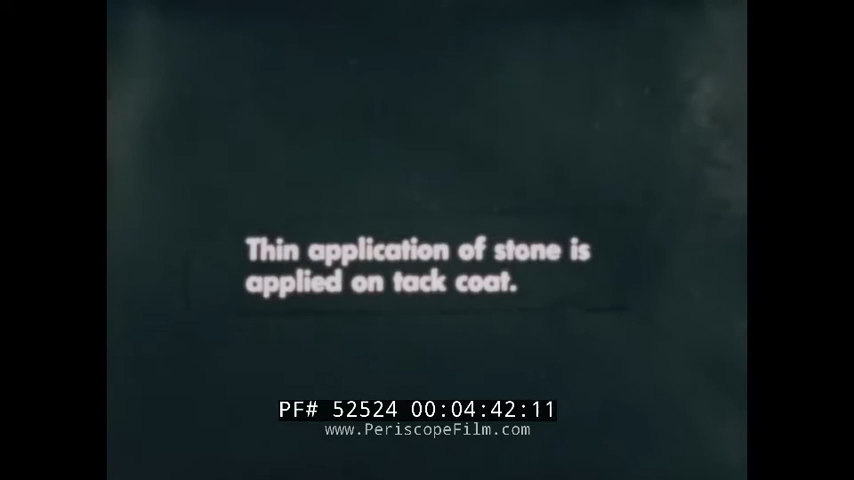 Thin application of stone is
applied on tack coat.
PF# 52524 00:04:42:11
www.PeriscopeFilm.com